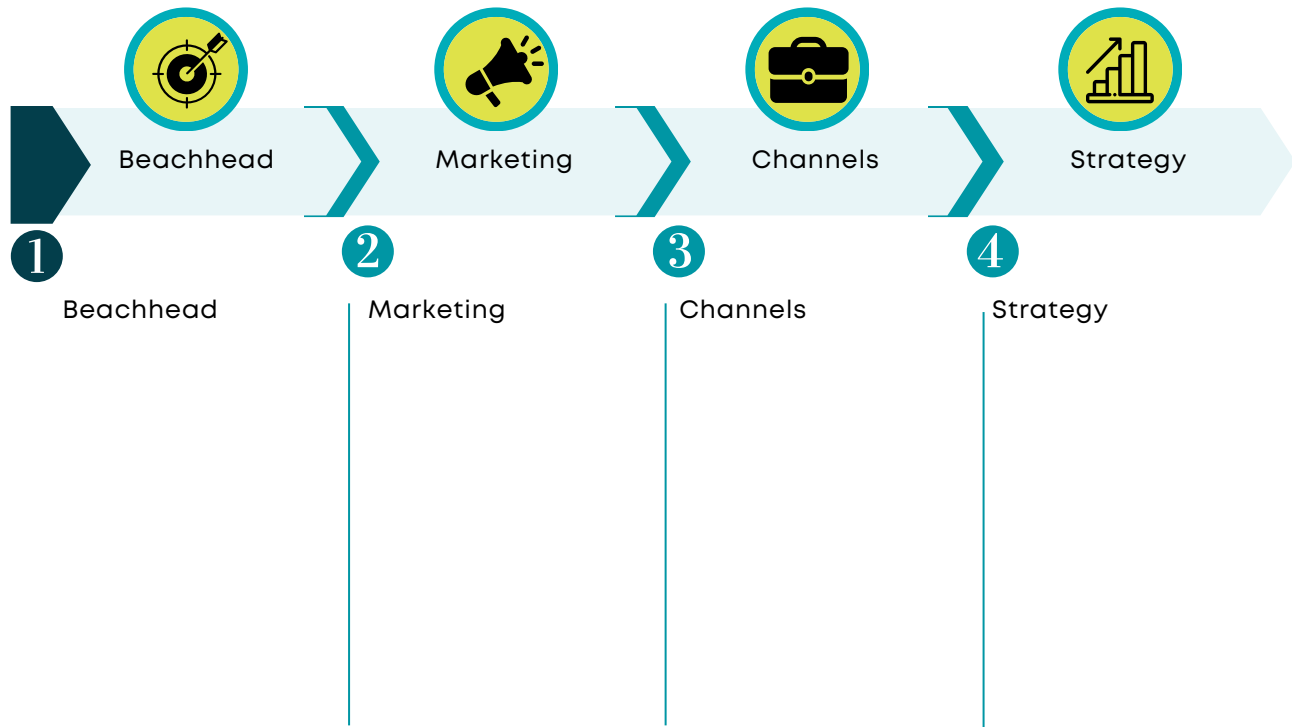 Beachhead
Marketing
Channels
Strategy
1
2
3
4
Beachhead
Marketing
Channels
Strategy